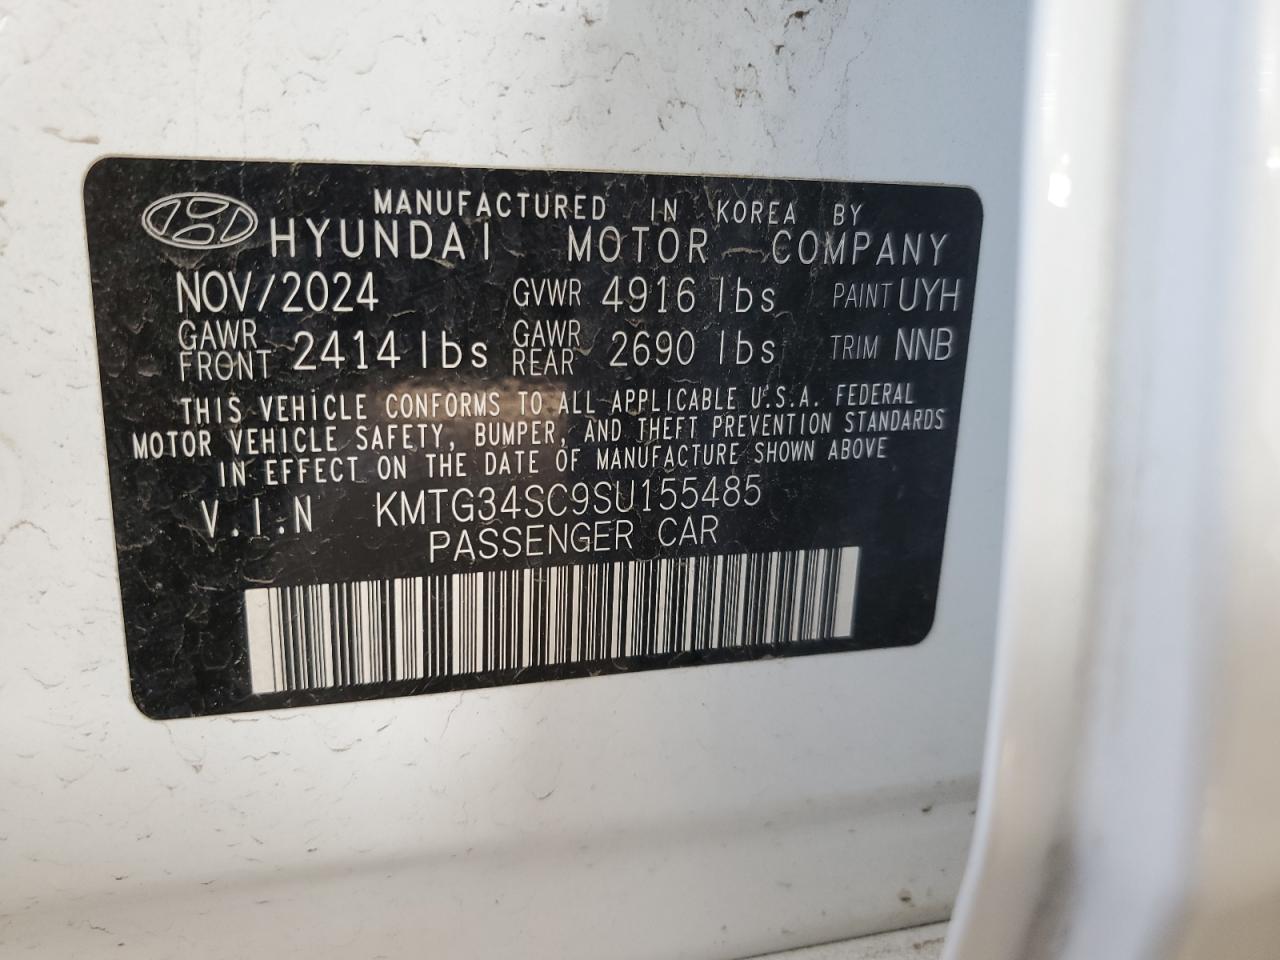 MANUFACTURED IN KOREA BY
HYUNDAI MOTOR COMPANY
NOV/2024 GVWR 4916 lbs PAINT UYH
GAWR FRONT 2414 lbs GAWR REAR 2690 lbs TRIM NNB
THIS VEHICLE CONFORMS TO ALL APPLICABLE U.S.A. FEDERAL
MOTOR VEHICLE SAFETY, BUMPER, AND THEFT PREVENTION STANDARDS
IN EFFECT ON THE DATE OF MANUFACTURE SHOWN ABOVE
V.I.N KMTG34SC9SU155485
PASSENGER CAR